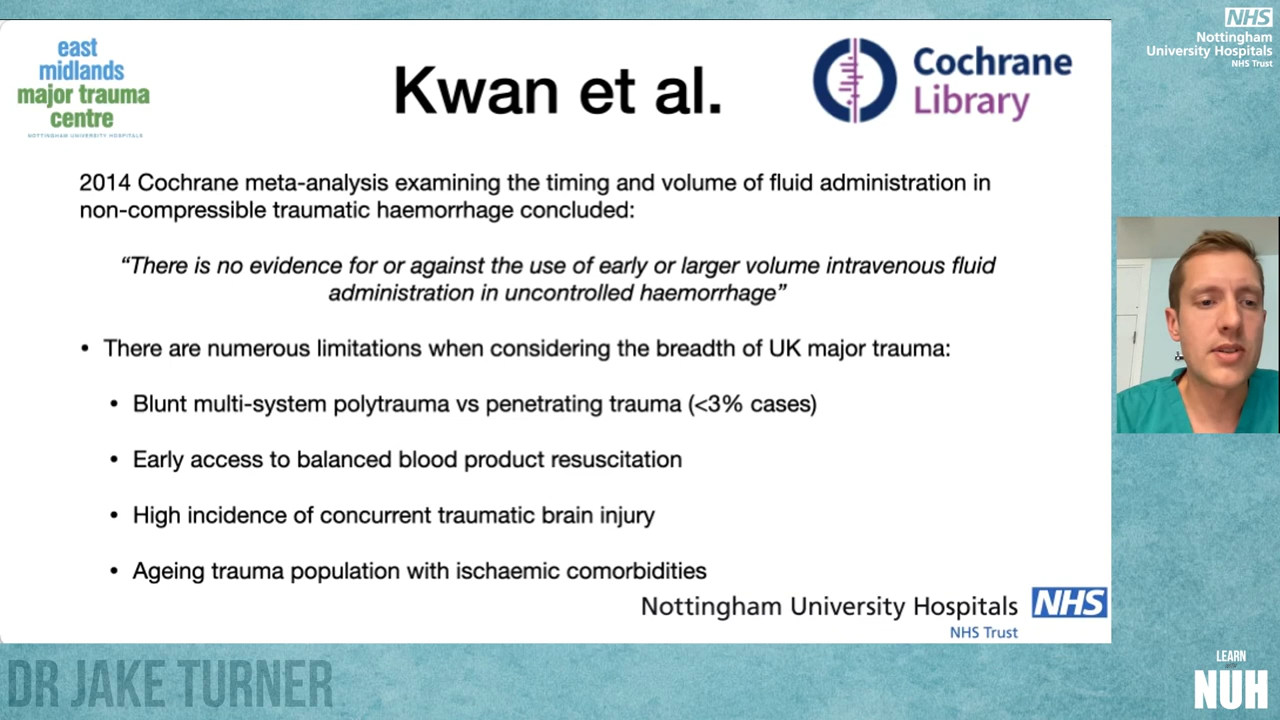 east
midlands
major trauma
centre
NOTTINGHAM UNIVERSITY HOSPITALS
Kwan et al.
Cochrane
Library
NHS
Nottingham
University Hospitals
NHS Trust
2014 Cochrane meta-analysis examining the timing and volume of fluid administration in
non-compressible traumatic haemorrhage concluded:
“There is no evidence for or against the use of early or larger volume intravenous fluid
administration in uncontrolled haemorrhage”
• There are numerous limitations when considering the breadth of UK major trauma:
• Blunt multi-system polytrauma vs penetrating trauma (<3% cases)
• Early access to balanced blood product resuscitation
• High incidence of concurrent traumatic brain injury
• Ageing trauma population with ischaemic comorbidities
Nottingham University Hospitals NHS
NHS Trust
DR JAKE TURNER
LEARN
NUH